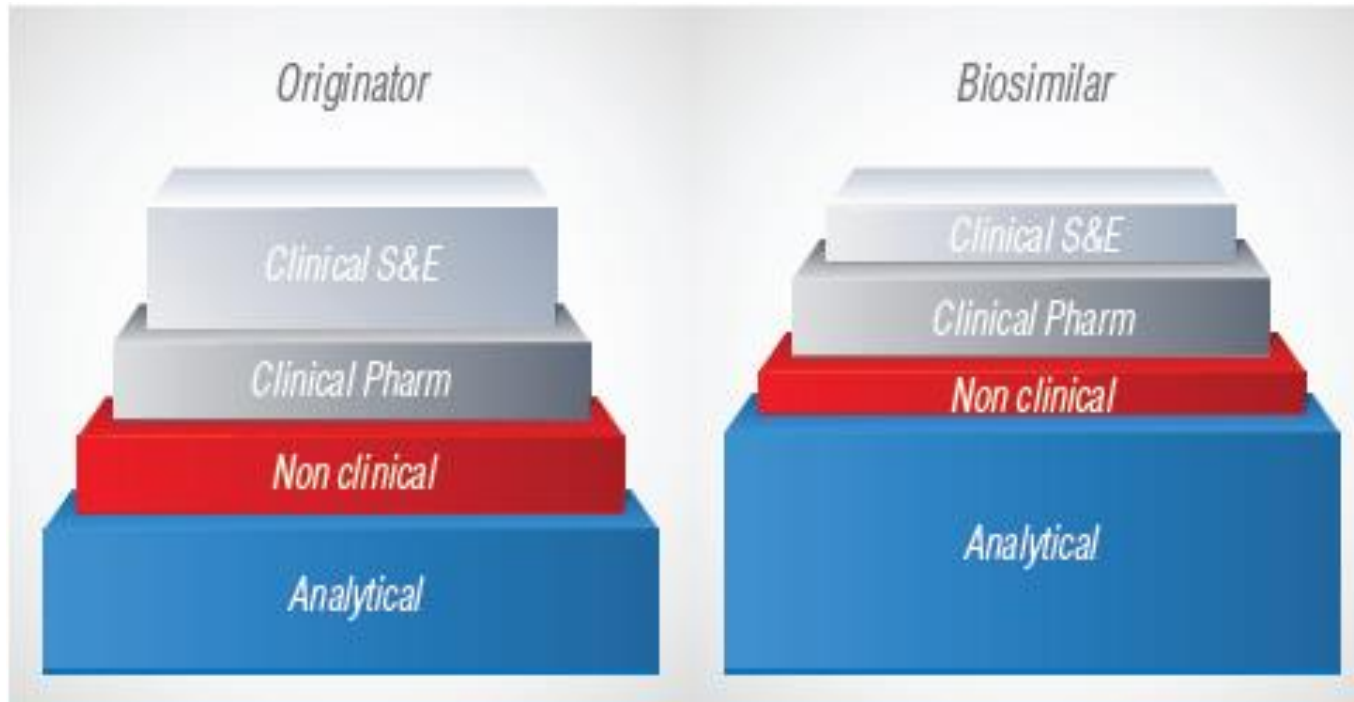 Originator
Clinical S&E
Clinical Pharm
Non clinical
Analytical
Biosimilar
Clinical S&E
Clinical Pharm
Non clinical
Analytical